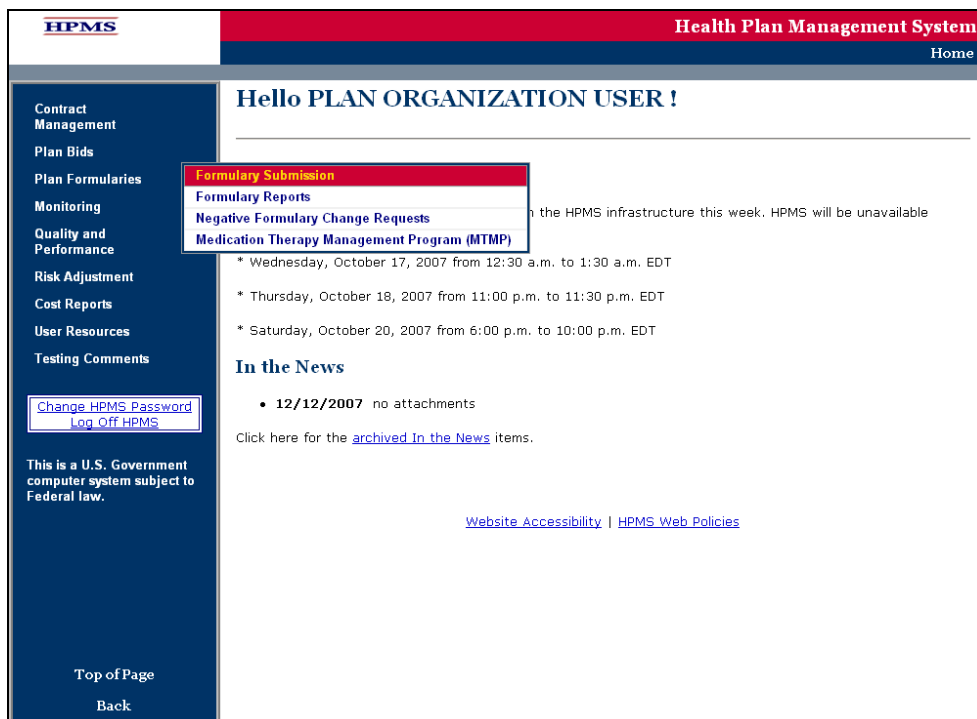 HPMS
Health Plan Management System
Home
Contract
Management
Plan Bids
Plan Formularies
Monitoring
Quality and
Performance
Risk Adjustment
Cost Reports
User Resources
Testing Comments
Change HPMS Password
Log Off HPMS
This is a U.S. Government
computer system subject to
Federal law.
Top of Page
Back
Formulary Submission
Formulary Reports
Negative Formulary Change Requests
Medication Therapy Management Program (MTMP)
Hello PLAN ORGANIZATION USER !
the HPMS infrastructure this week. HPMS will be unavailable
* Wednesday, October 17, 2007 from 12:30 a.m. to 1:30 a.m. EDT
* Thursday, October 18, 2007 from 11:00 p.m. to 11:30 p.m. EDT
* Saturday, October 20, 2007 from 6:00 p.m. to 10:00 p.m. EDT
In the News
• 12/12/2007 no attachments
Click here for the archived In the News items.
Website Accessibility | HPMS Web Policies